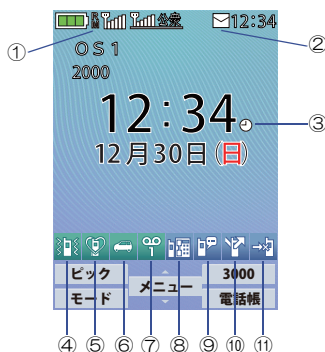 ① ②
RM 公衆 12:34
OS1
2000
12:34 ③
12月30日(日)
ピック メニュー 3000
モード 電話帳
④ ⑤ ⑥ ⑦ ⑧ ⑨ ⑩ ⑪